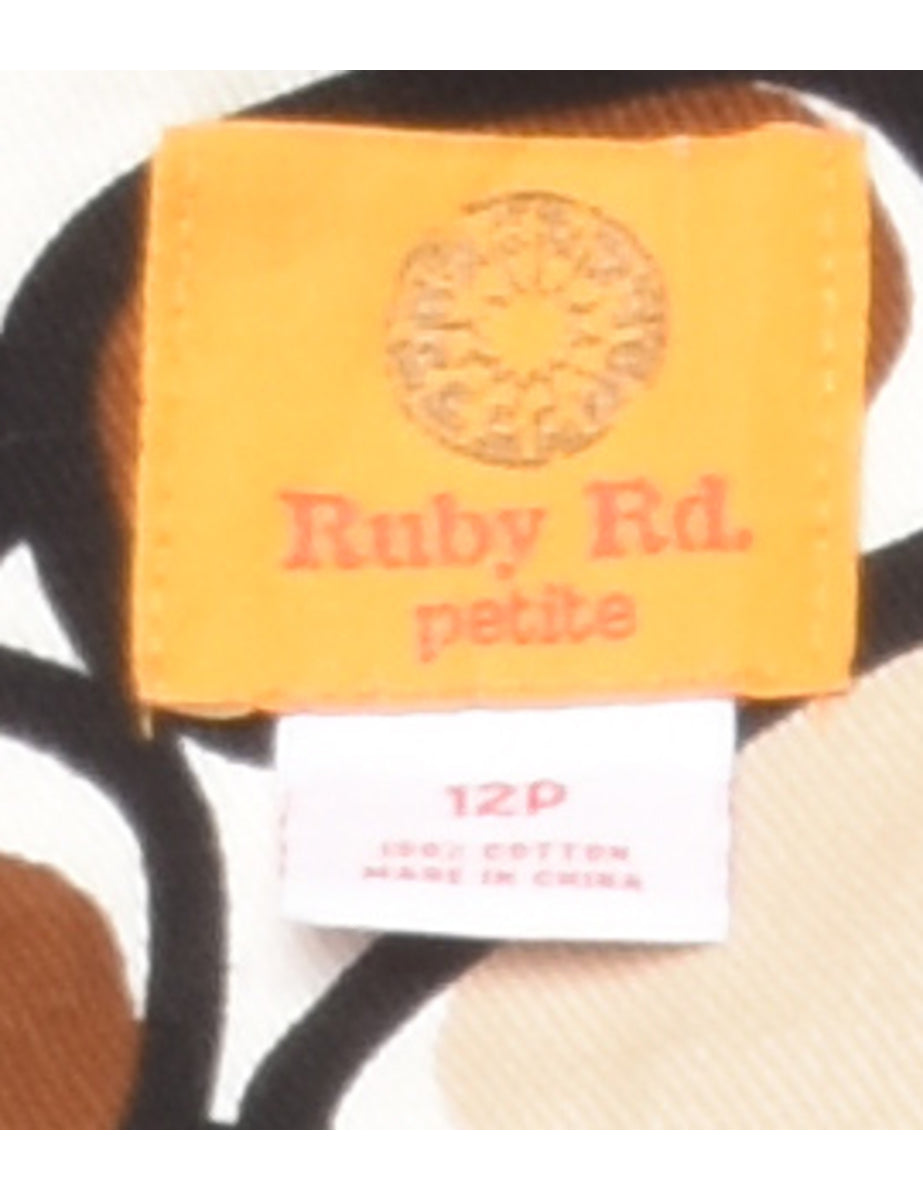 Ruby Rd.
petite
12P
100% COTTON
MADE IN CHINA